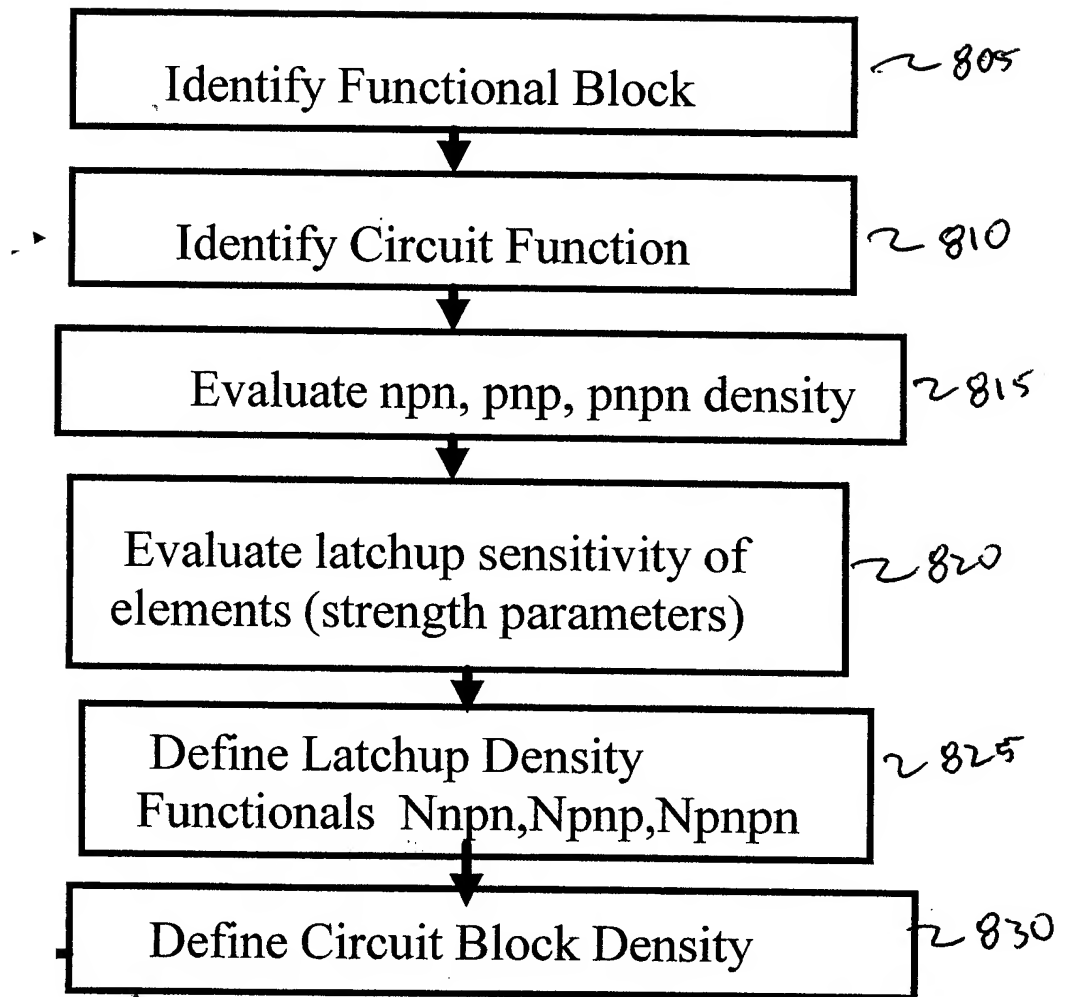 Identify Functional Block 805
Identify Circuit Function 810
Evaluate npn, pnp, pnpn density 815
Evaluate latchup sensitivity of
elements (strength parameters) 820
Define Latchup Density 825
Functionals Nnpn,Npnp,Npnpn
Define Circuit Block Density 830